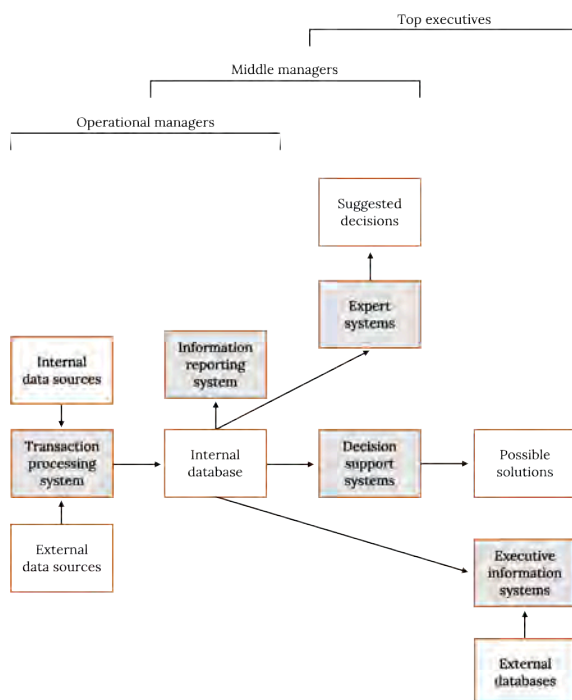 Top executives
Middle managers
Operational managers
Suggested
decisions
Expert
systems
Internal
data sources
Information
reporting
system
Transaction
processing
system
Internal
database
Decision
support
systems
Possible
solutions
External
data sources
Executive
information
systems
External
databases